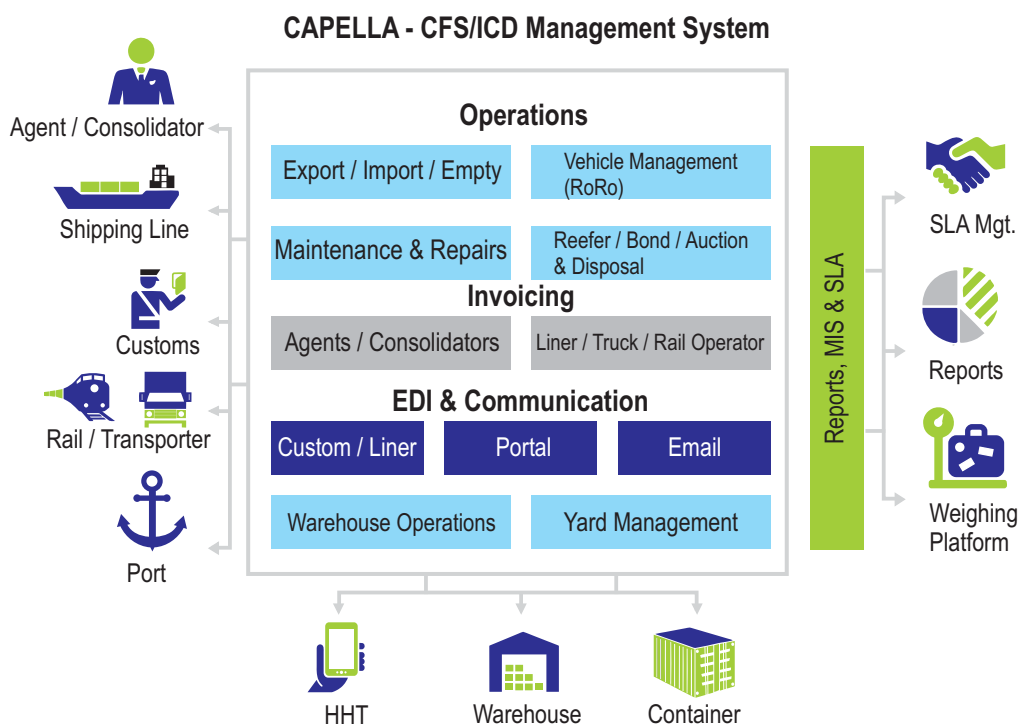 CAPELLA - CFS/ICD Management System
Agent / Consolidator
Shipping Line
Customs
Rail / Transporter
Port
Operations
Export / Import / Empty
Vehicle Management
(RoRo)
Maintenance & Repairs
Reefer / Bond / Auction
& Disposal
Invoicing
Agents / Consolidators
Liner / Truck / Rail Operator
EDI & Communication
Custom / Liner
Portal
Email
Warehouse Operations
Yard Management
Reports, MIS & SLA
SLA Mgt.
Reports
Weighing
Platform
HHT
Warehouse
Container